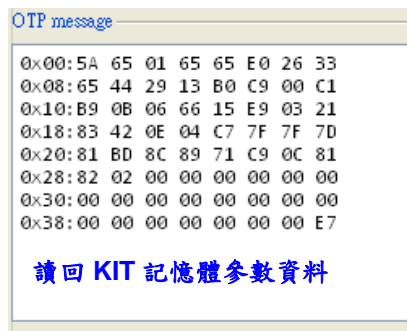 OTP message
0x00:5A 65 01 65 65 E0 26 33
0x08:65 44 29 13 B0 C9 00 C1
0x10:B9 0B 06 66 15 E9 03 21
0x18:83 42 0E 04 C7 7F 7F 7D
0x20:81 BD 8C 89 71 C9 0C 81
0x28:82 02 00 00 00 00 00 00
0x30:00 00 00 00 00 00 00 00
0x38:00 00 00 00 00 00 00 E7
讀回 KIT 記憶體參數資料